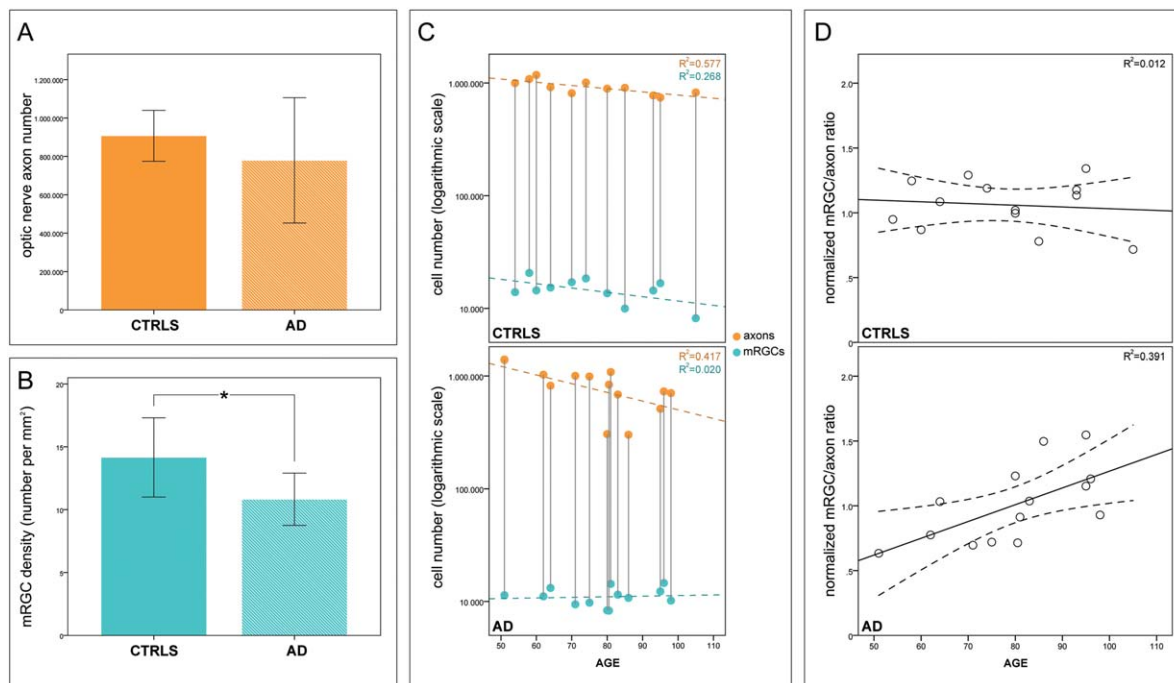 A
optic nerve axon number
1.200.000
1.000.000
800.000
600.000
400.000
200.000
0
CTRLS
AD
B
mRGC density (number per mm²)
20
15
10
5
0
*
CTRLS
AD
C
cell number (logarithmic scale)
R²=0.577
R²=0.268
1.000.000
100.000
10.000
CTRLS
axons
mRGCs
cell number (logarithmic scale)
R²=0.417
R²=0.020
1.000.000
100.000
10.000
AD
50 60 70 80 90 100 110
AGE
D
normalized mRGC/axon ratio
R²=0.012
2.0
1.5
1.0
.5
.0
CTRLS
normalized mRGC/axon ratio
R²=0.391
2.0
1.5
1.0
.5
.0
AD
50 60 70 80 90 100 110
AGE